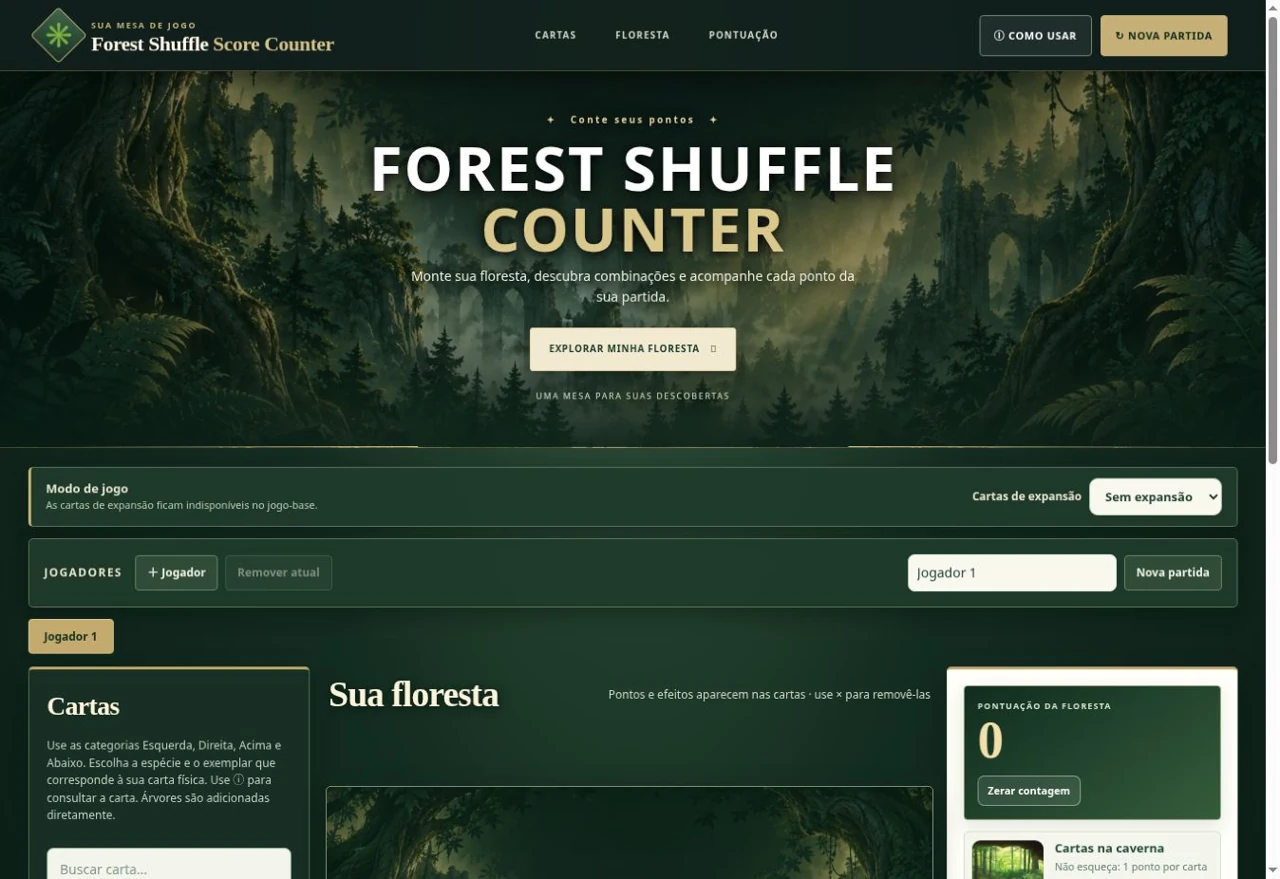 SUA MESA DE JOGO
Forest Shuffle Score Counter
CARTAS
FLORESTA
PONTUAÇÃO
ⓘ COMO USAR
↻ NOVA PARTIDA
✦ Conte seus pontos ✦
FOREST SHUFFLE
COUNTER
Monte sua floresta, descubra combinações e acompanhe cada ponto da
sua partida.
EXPLORAR MINHA FLORESTA
UMA MESA PARA SUAS DESCOBERTAS
Modo de jogo
As cartas de expansão ficam indisponíveis no jogo-base.
Cartas de expansão
Sem expansão
JOGADORES
＋ Jogador
Remover atual
Jogador 1
Nova partida
Jogador 1
Cartas
Use as categorias Esquerda, Direita, Acima e
Abaixo. Escolha a espécie e o exemplar que
corresponde à sua carta física. Use ⓘ para
consultar a carta. Árvores são adicionadas
diretamente.
Buscar carta...
Sua floresta
Pontos e efeitos aparecem nas cartas · use × para removê-las
PONTUAÇÃO DA FLORESTA
0
Zerar contagem
Cartas na caverna
Não esqueça: 1 ponto por carta